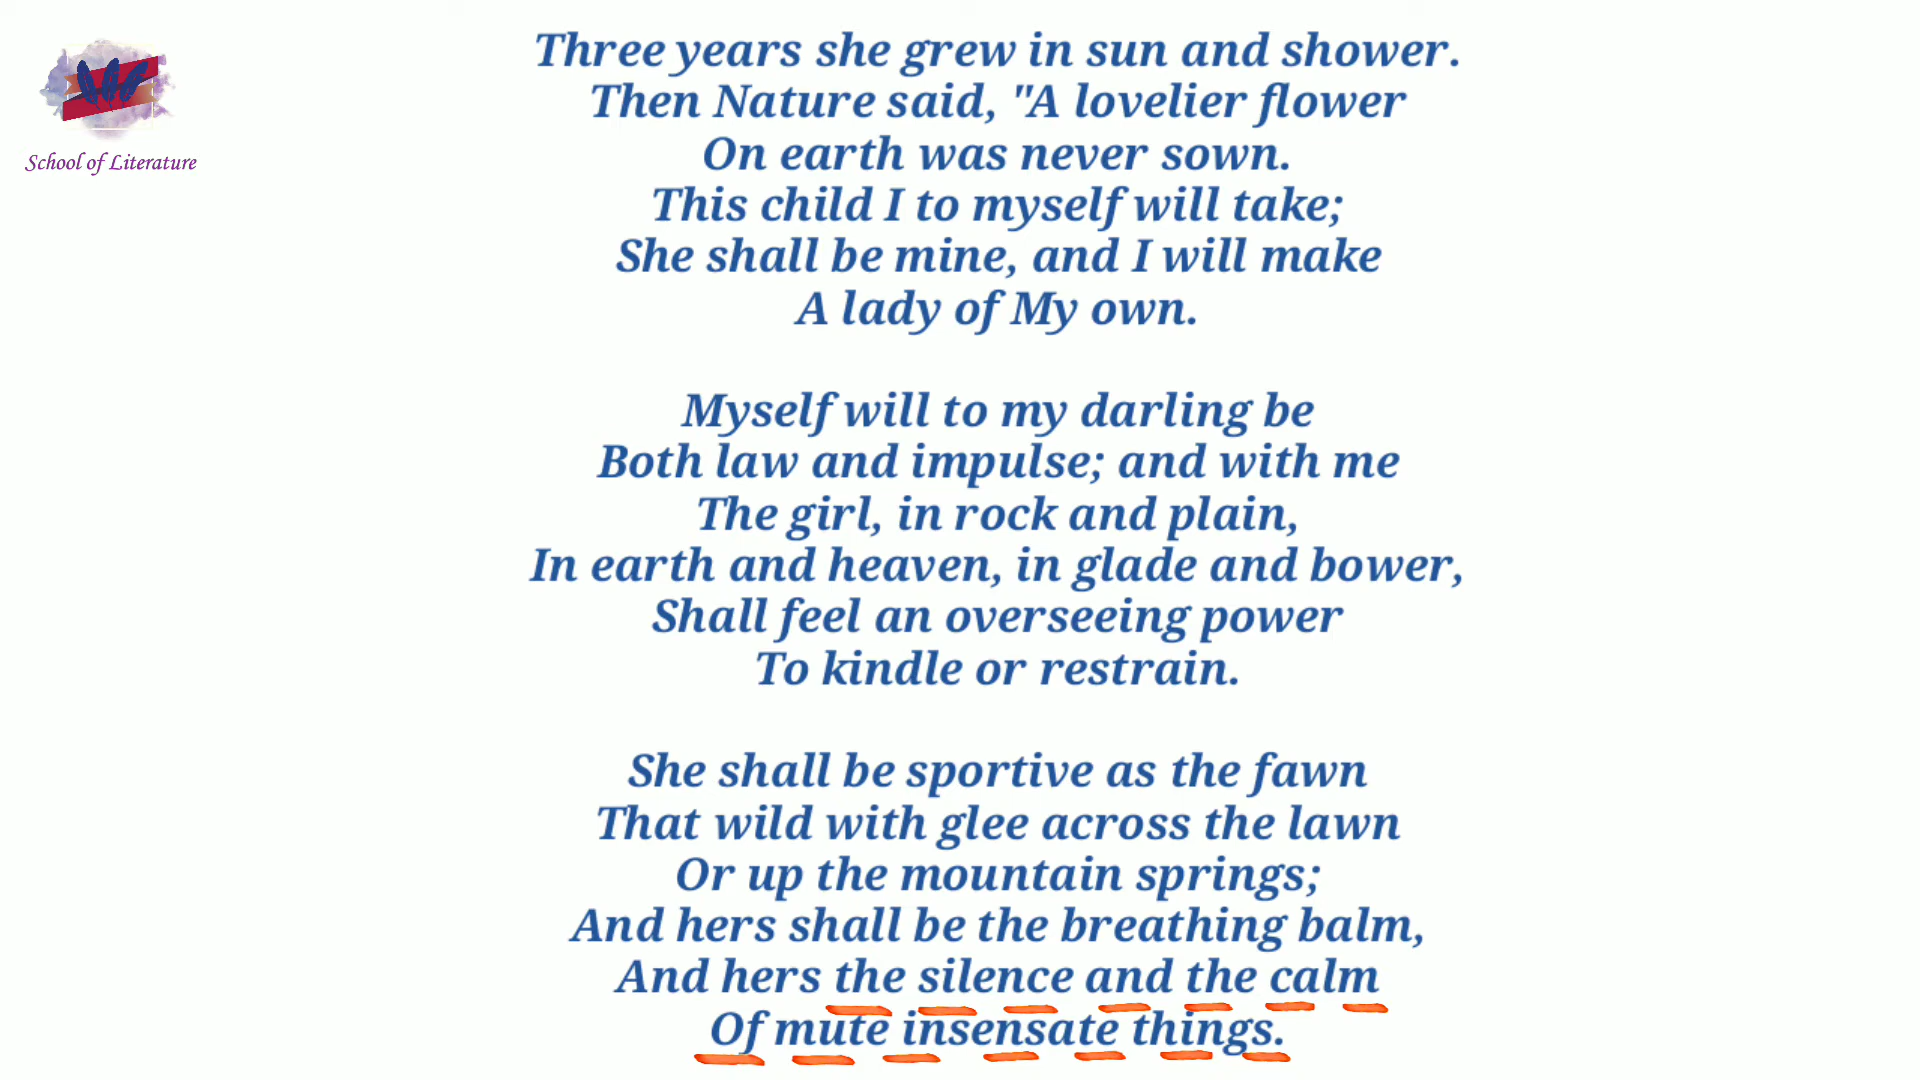 School of Literature
Three years she grew in sun and shower.
Then Nature said, "A lovelier flower
On earth was never sown.
This child I to myself will take;
She shall be mine, and I will make
A lady of My own.
Myself will to my darling be
Both law and impulse; and with me
The girl, in rock and plain,
In earth and heaven, in glade and bower,
Shall feel an overseeing power
To kindle or restrain.
She shall be sportive as the fawn
That wild with glee across the lawn
Or up the mountain springs;
And hers shall be the breathing balm,
And hers the silence and the calm
Of mute insensate things.